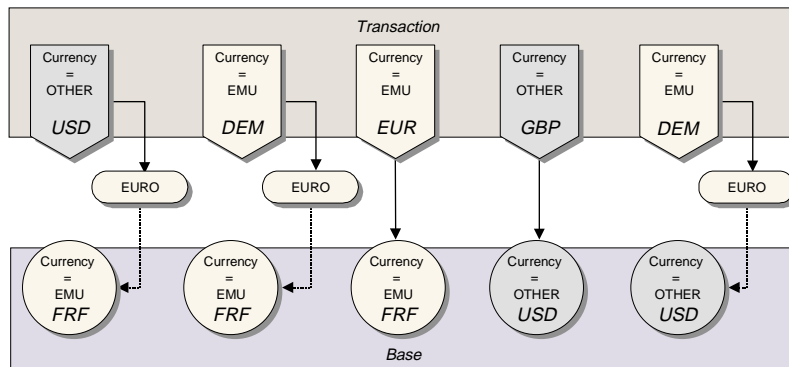 Transaction
Currency
=
OTHER
USD
Currency
=
EMU
DEM
Currency
=
EMU
EUR
Currency
=
OTHER
GBP
Currency
=
EMU
DEM
EURO
EURO
EURO
Currency
=
EMU
FRF
Currency
=
EMU
FRF
Currency
=
EMU
FRF
Currency
=
OTHER
USD
Currency
=
OTHER
USD
Base